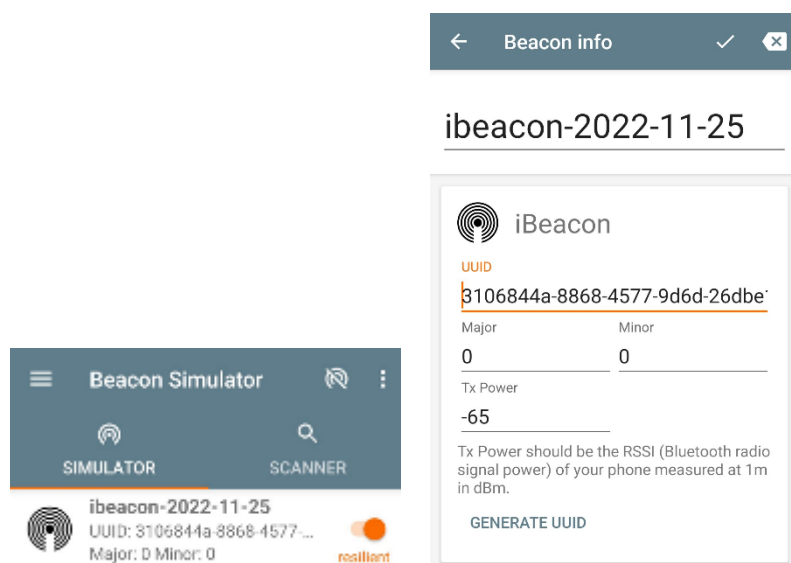 Beacon Simulator
SIMULATOR
SCANNER
ibeacon-2022-11-25
UUID: 3106844a-8868-4577-...
Major: 0 Minor: 0
resilient
Beacon info
ibeacon-2022-11-25
iBeacon
UUID
3106844a-8868-4577-9d6d-26dbe
Major Minor
0 0
Tx Power
-65
Tx Power should be the RSSI (Bluetooth radio
signal power) of your phone measured at 1m
in dBm.
GENERATE UUID